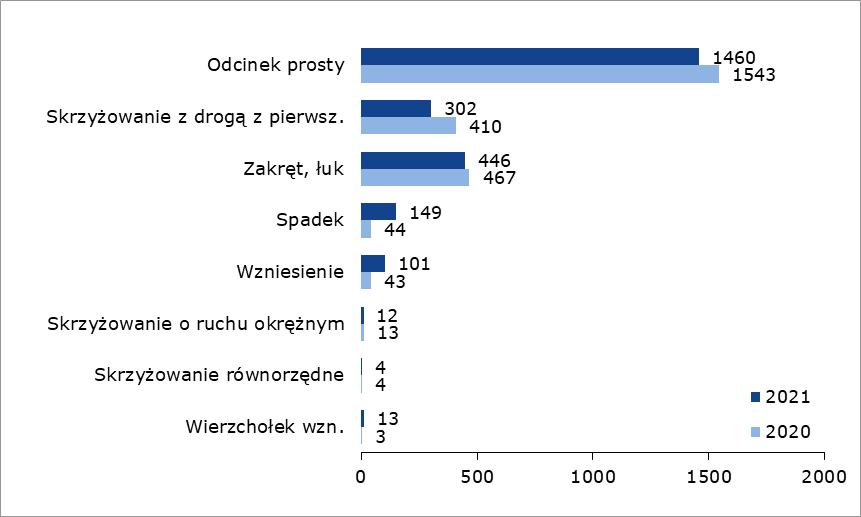 Odcinek prosty
1460
1543
Skrzyżowanie z drogą z pierwsz.
302
410
Zakręt, łuk
446
467
Spadek
149
44
Wzniesienie
101
43
Skrzyżowanie o ruchu okrężnym
12
13
Skrzyżowanie równorzędne
4
4
Wierzchołek wzn.
13
3
2021
2020
0 500 1000 1500 2000